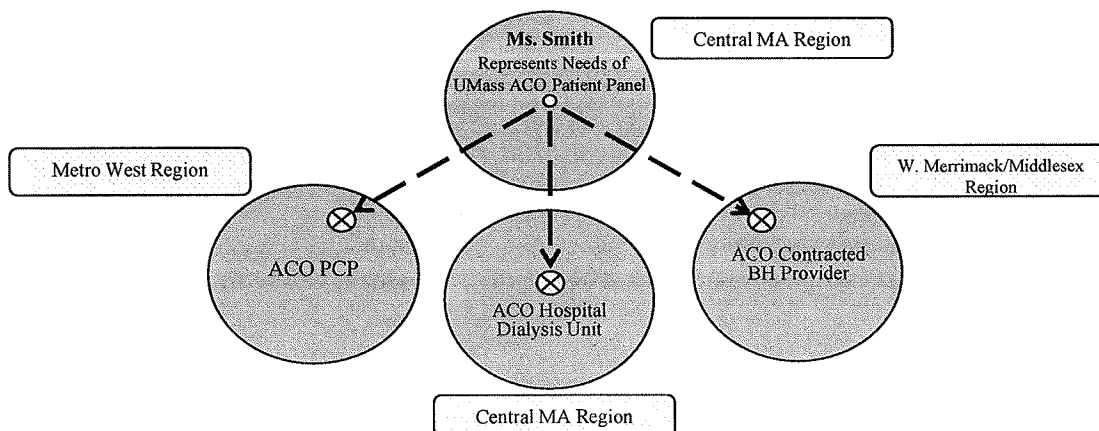 Ms. Smith
Represents Needs of
UMass ACO Patient Panel
Central MA Region
Metro West Region
W. Merrimack/Middlesex
Region
ACO PCP
ACO Hospital
Dialysis Unit
ACO Contracted
BH Provider
Central MA Region